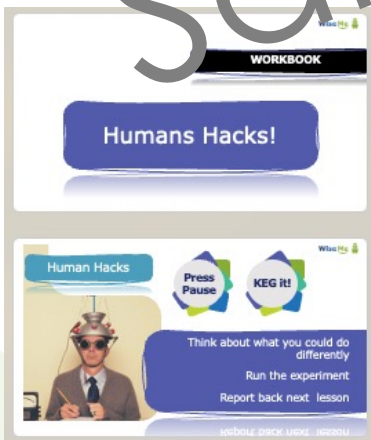 WiseMe
WORKBOOK
Humans Hacks!
WiseMe
Human Hacks
Press
Pause
KEG it!
Think about what you could do
differently
Run the experiment
Report back next lesson